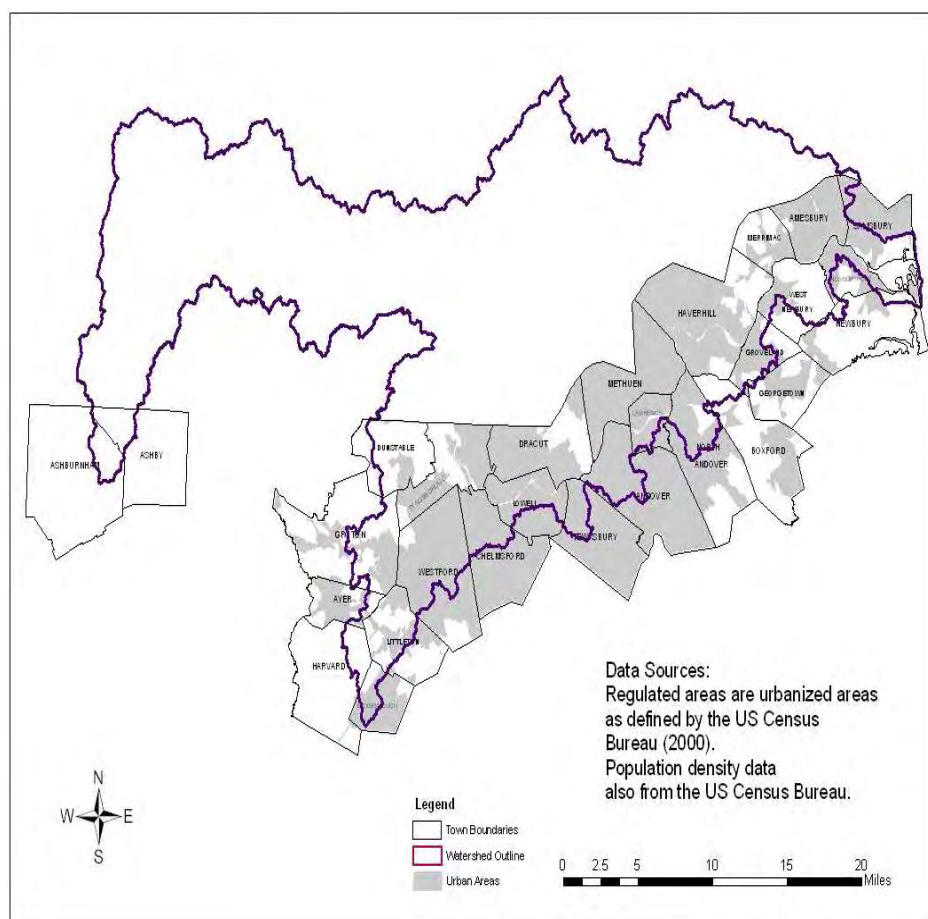 AMESBURY
SALISBURY
MERRIMAC
WEST
NEWBURY
NEWBURY
HAVERHILL
GROVELAND
GEORGETOWN
METHUEN
LAWRENCE
NORTH
ANDOVER
BOXFORD
DUNSTABLE
DRACUT
ASHBURNHAM
ASHBY
LOWELL
ANDOVER
TEWKSBURY
GROTON
CHELMSFORD
WESTFORD
AYER
LITTLETON
HARVARD
Data Sources:
Regulated areas are urbanized areas
as defined by the US Census
Bureau (2000).
Population density data
also from the US Census Bureau.
N
W E
S
Legend
Town Boundaries
Watershed Outline
Urban Areas
0 2.5 5 10 15 20
Miles